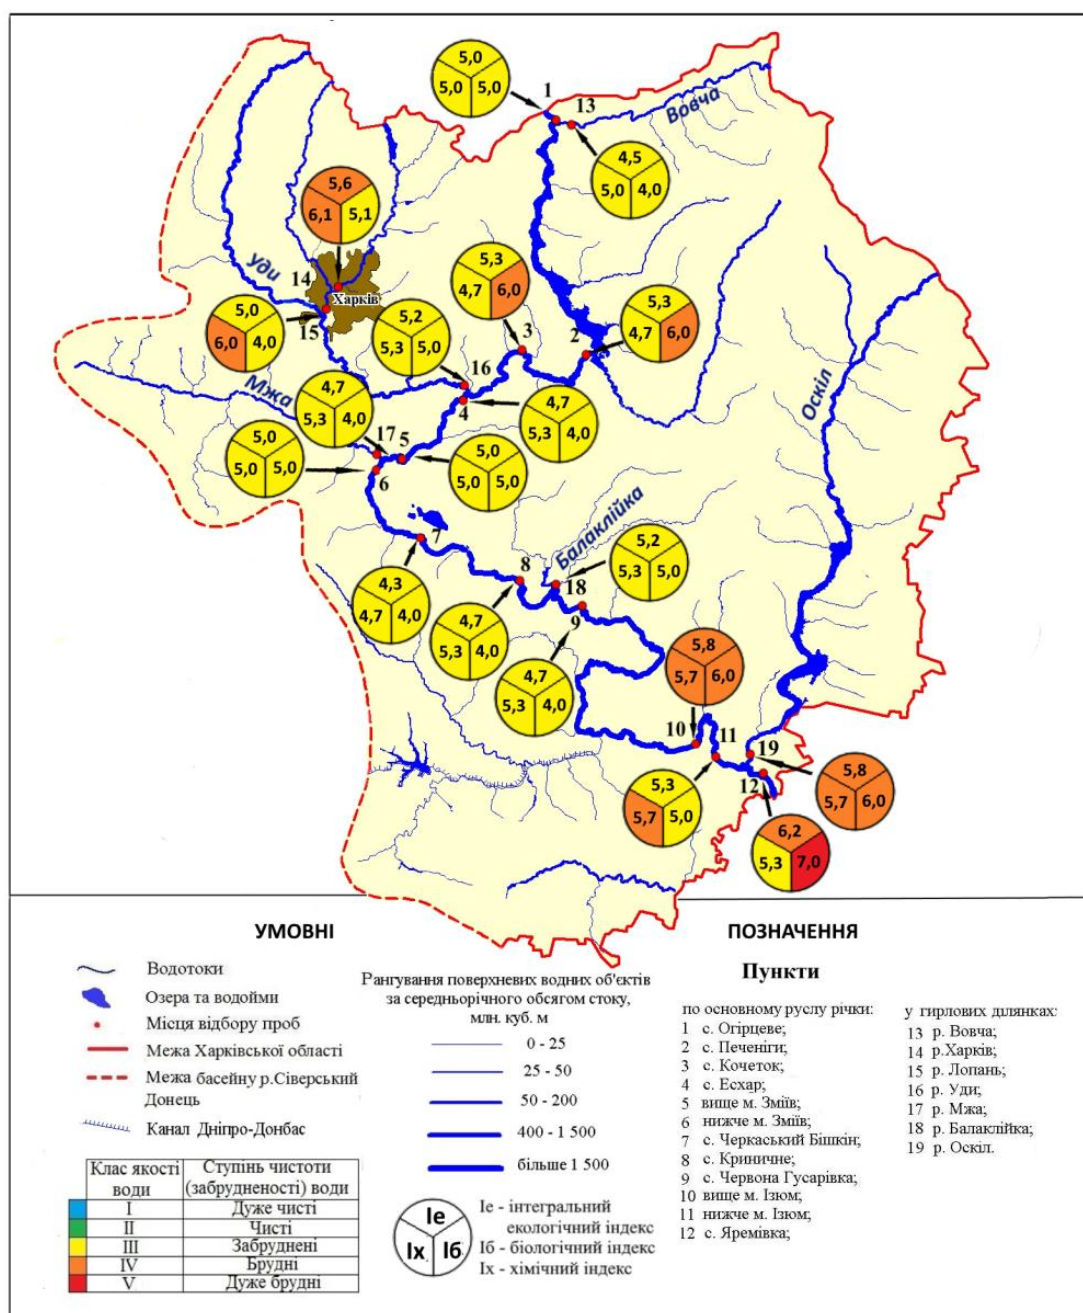 5,0
5,0 5,0
1
13
Вовча
4,5
5,0 4,0
5,6
6,1 5,1
Уди
14
Харків
15
5,0
6,0 4,0
5,3
4,7 6,0
3
5,3
4,7 6,0
2
5,2
5,3 5,0
16
4
4,7
5,3 4,0
Мжа
4,7
5,3 4,0
17
5
5,0
5,0 5,0
6
5,0
5,0 5,0
Оскіл
7
4,3
4,7 4,0
Балаклійка
8
4,7
5,3 4,0
18
5,2
5,3 5,0
9
4,7
5,3 4,0
5,8
5,7 6,0
10
11
5,3
5,7 5,0
19
5,8
5,7 6,0
12
6,2
5,3 7,0
УМОВНІ
ПОЗНАЧЕННЯ
Водотоки
Озера та водойми
Місця відбору проб
Межа Харківської області
Межа басейну р.Сіверський
Донець
Канал Дніпро-Донбас
Клас якості води
Ступінь чистоти (забрудненості) води
I Дуже чисті
II Чисті
III Забруднені
IV Брудні
V Дуже брудні
Рангування поверхневих водних об'єктів
за середньорічного обсягом стоку,
млн. куб. м
0 - 25
25 - 50
50 - 200
400 - 1 500
більше 1 500
Іе
Іх Іб
Іе - інтегральний
екологічний індекс
Іб - біологічний індекс
Іх - хімічний індекс
Пункти
по основному руслу річки:
1 с. Огірцеве;
2 с. Печеніги;
3 с. Кочеток;
4 с. Есхар;
5 вище м. Зміїв;
6 нижче м. Зміїв;
7 с. Черкаський Бішкін;
8 с. Криничне;
9 с. Червона Гусарівка;
10 вище м. Ізюм;
11 нижче м. Ізюм;
12 с. Яремівка;
у гирлових ділянках:
13 р. Вовча;
14 р.Харків;
15 р. Лопань;
16 р. Уди;
17 р. Мжа;
18 р. Балаклійка;
19 р. Оскіл.